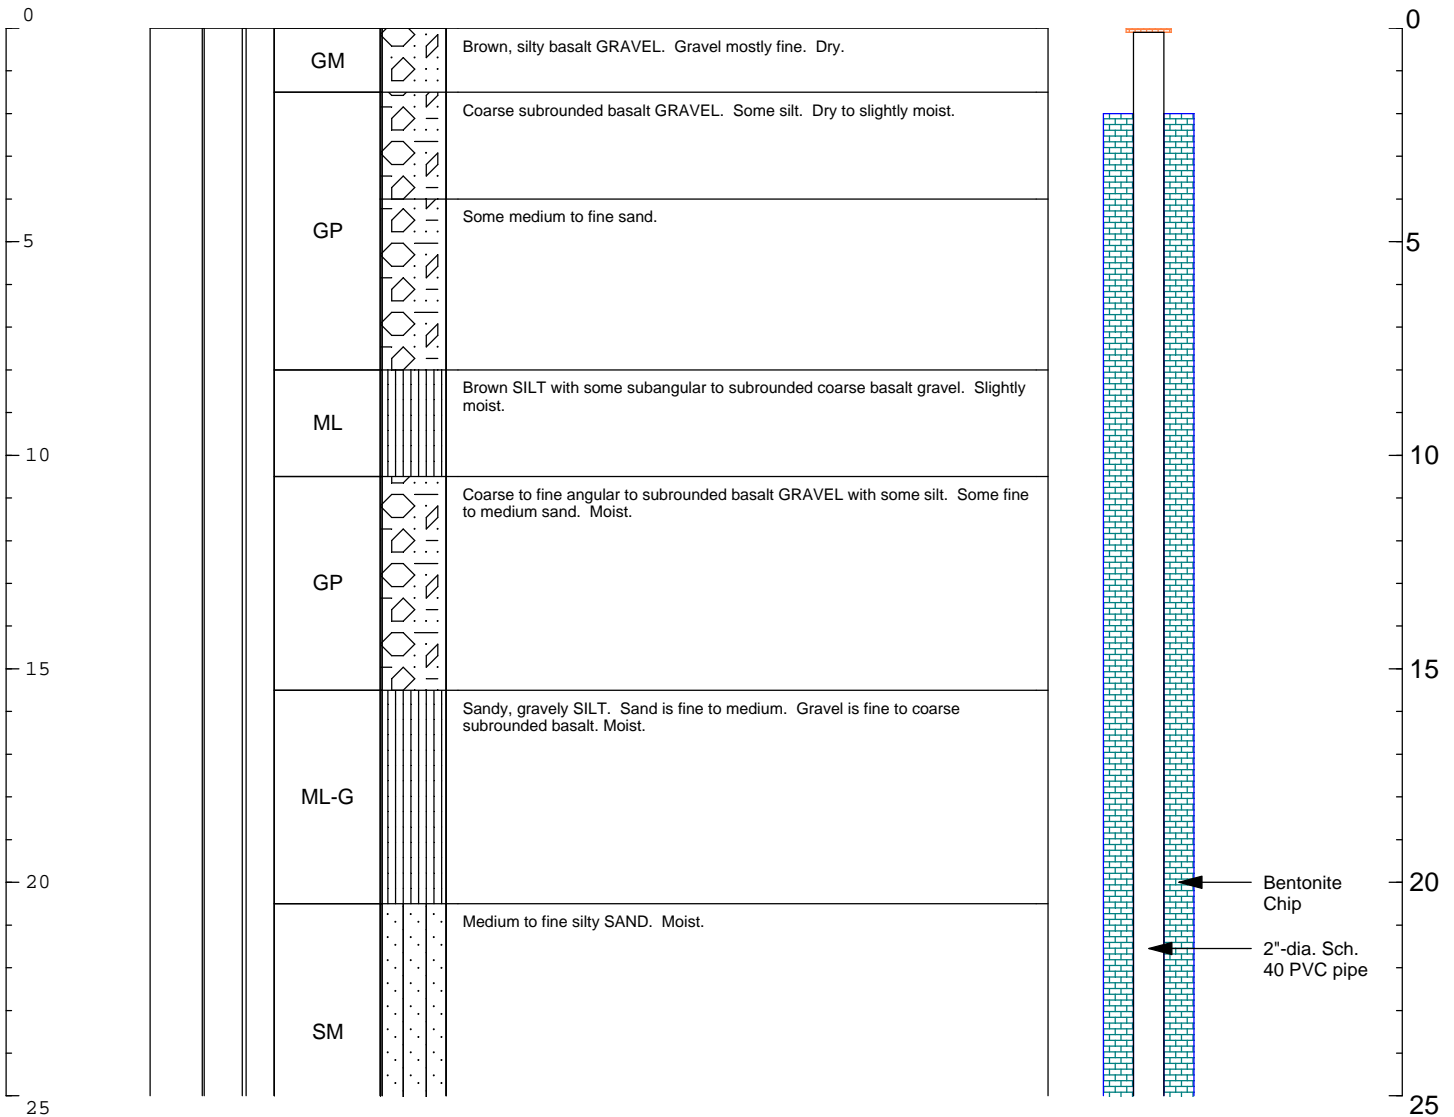 0
0
GM
Brown, silty basalt GRAVEL.  Gravel mostly fine.  Dry.
Coarse subrounded basalt GRAVEL.  Some silt.  Dry to slightly moist.
GP
Some medium to fine sand.
5
5
ML
Brown SILT with some subangular to subrounded coarse basalt gravel.  Slightly
moist.
10
10
Coarse to fine angular to subrounded basalt GRAVEL with some silt.  Some fine
to medium sand.  Moist.
GP
15
15
Sandy, gravely SILT.  Sand is fine to medium.  Gravel is fine to coarse
subrounded basalt. Moist.
ML-G
20
20
Bentonite
Chip
Medium to fine silty SAND.  Moist.
2"-dia. Sch.
40 PVC pipe
SM
25
25